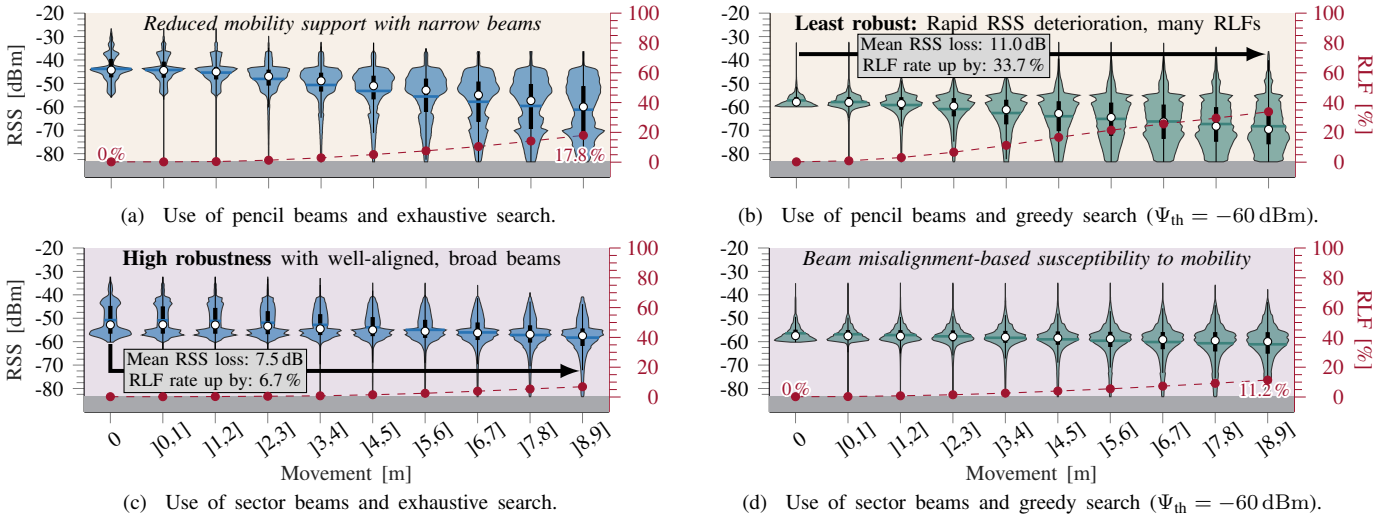 Reduced mobility support with narrow beams
RSS [dBm]
-20
-30
-40
-50
-60
-70
-80
100
80
60
40
20
0
0%
17.8%
(a) Use of pencil beams and exhaustive search.
Least robust: Rapid RSS deterioration, many RLFs
Mean RSS loss: 11.0 dB
RLF rate up by: 33.7%
-20
-30
-40
-50
-60
-70
-80
100
80
60
40
20
0
RLF [%]
(b) Use of pencil beams and greedy search (Ψth = −60 dBm).
High robustness with well-aligned, broad beams
RSS [dBm]
-20
-30
-40
-50
-60
-70
-80
100
80
60
40
20
0
Mean RSS loss: 7.5 dB
RLF rate up by: 6.7%
0 ]0,1] ]1,2] ]2,3] ]3,4] ]4,5] ]5,6] ]6,7] ]7,8] ]8,9]
Movement [m]
(c) Use of sector beams and exhaustive search.
Beam misalignment-based susceptibility to mobility
-20
-30
-40
-50
-60
-70
-80
100
80
60
40
20
0
RLF [%]
0%
11.2%
0 ]0,1] ]1,2] ]2,3] ]3,4] ]4,5] ]5,6] ]6,7] ]7,8] ]8,9]
Movement [m]
(d) Use of sector beams and greedy search (Ψth = −60 dBm).